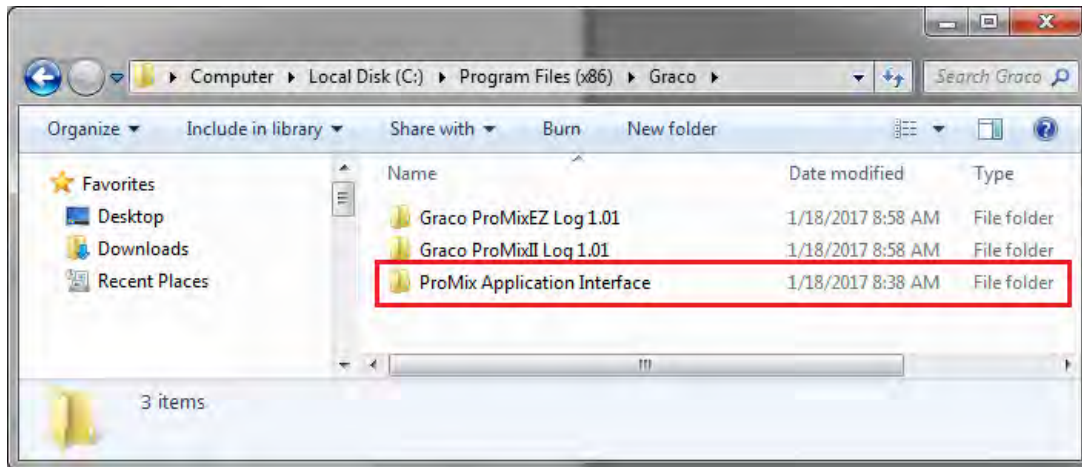 Computer ▸ Local Disk (C:) ▸ Program Files (x86) ▸ Graco ▸ Search Graco
Organize ▾ Include in library ▾ Share with ▾ Burn New folder
Name Date modified Type
Favorites
Desktop
Downloads
Recent Places
Graco ProMixEZ Log 1.01 1/18/2017 8:58 AM File folder
Graco ProMixII Log 1.01 1/18/2017 8:58 AM File folder
ProMix Application Interface 1/18/2017 8:38 AM File folder
3 items